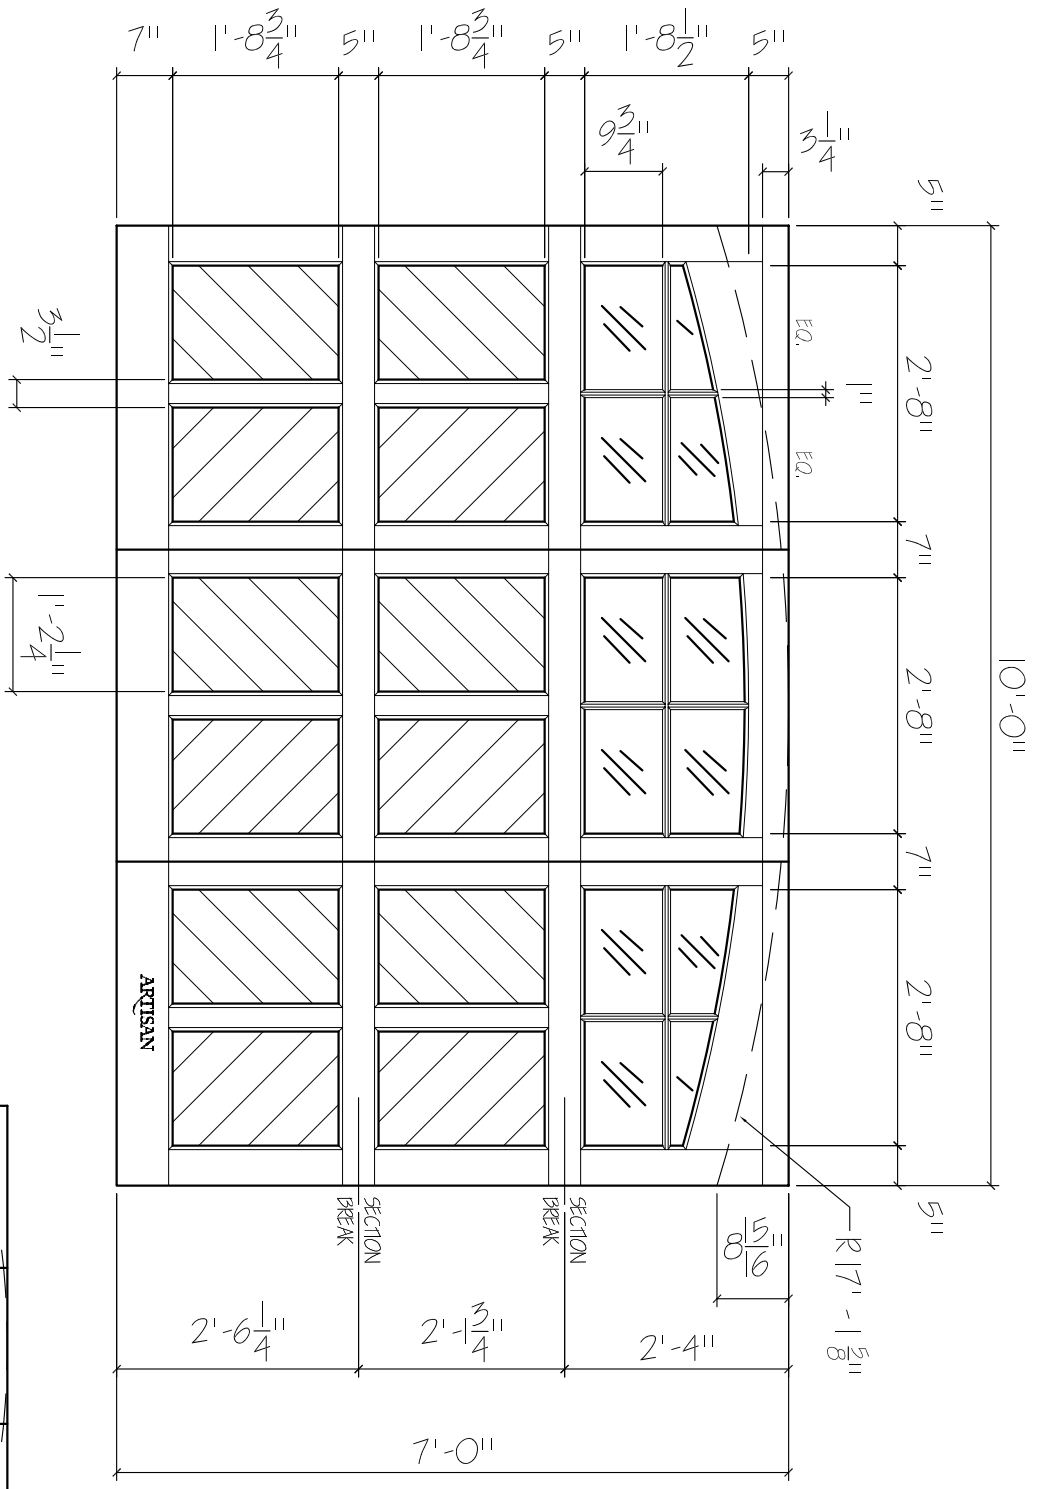 7" 1'-8 3/4" 5" 1'-8 3/4" 5" 1'-8 1/2" 5"
9 3/4" 3 1/4"
10'-0"
5" 2'-8" 7" 2'-8" 7" 2'-8" 5"
EQ. 1" EQ.
3 1/2"
1'-2 1/4"
ARTISAN
SECTION
BREAK
SECTION
BREAK
8 15/16"
R 17' - 1 5/8"
2'-6 1/4" 2'-1 3/4" 2'-4"
7'-0"